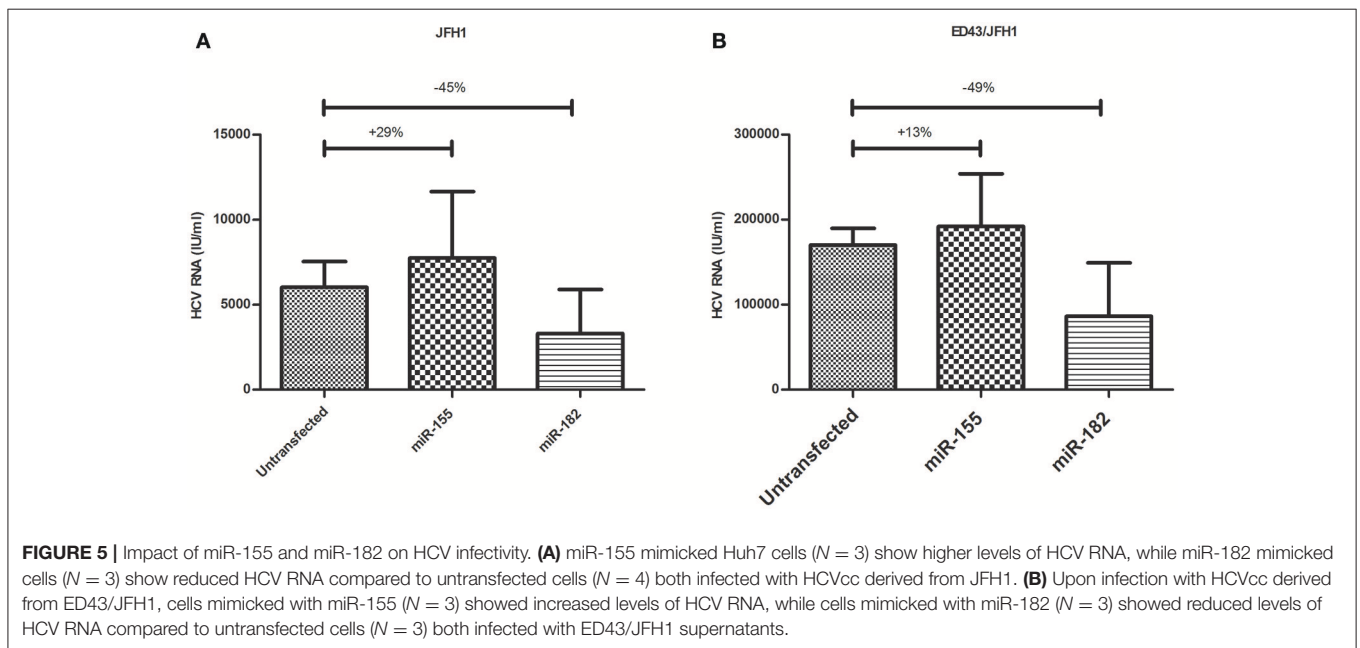 A
JFH1
-45%
+29%
15000
10000
5000
0
HCV RNA (IU/ml)
Untransfected
miR-155
miR-182
B
ED43/JFH1
-49%
+13%
300000
200000
100000
0
HCV RNA (IU/ml)
Untransfected
miR-155
miR-182
FIGURE 5 | Impact of miR-155 and miR-182 on HCV infectivity. (A) miR-155 mimicked Huh7 cells (N = 3) show higher levels of HCV RNA, while miR-182 mimicked
cells (N = 3) show reduced HCV RNA compared to untransfected cells (N = 4) both infected with HCVcc derived from JFH1. (B) Upon infection with HCVcc derived
from ED43/JFH1, cells mimicked with miR-155 (N = 3) showed increased levels of HCV RNA, while cells mimicked with miR-182 (N = 3) showed reduced levels of
HCV RNA compared to untransfected cells (N = 3) both infected with ED43/JFH1 supernatants.